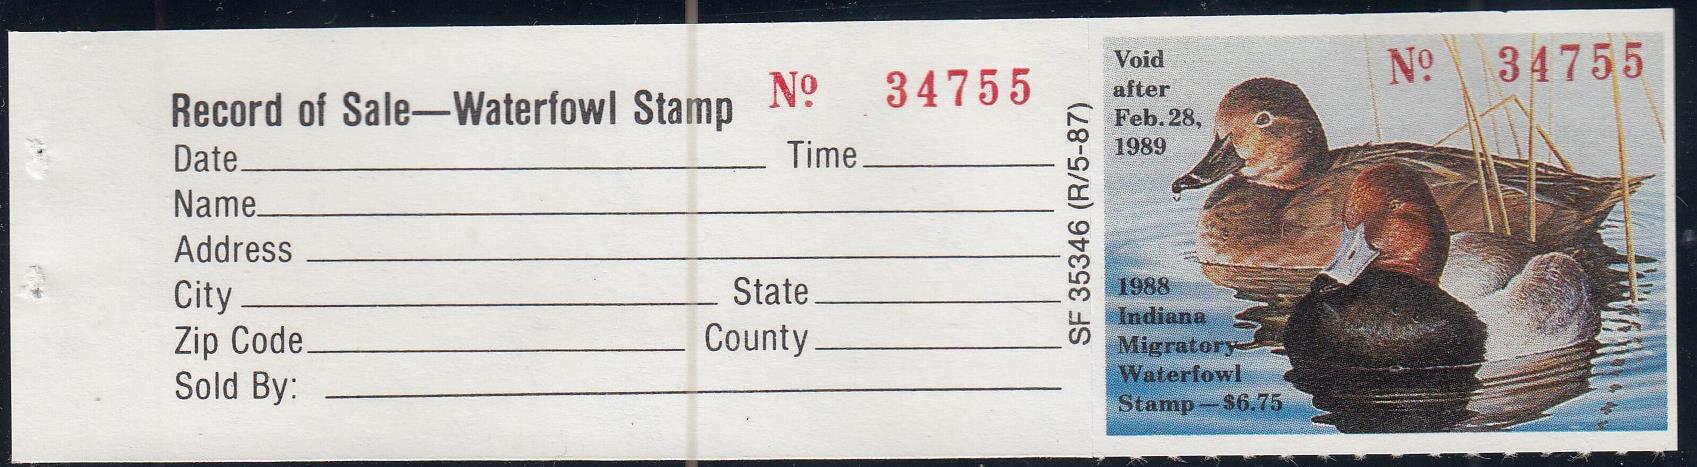 Record of Sale—Waterfowl Stamp Nº 34755
Date Time
Name
Address
City State
Zip Code County
Sold By:
SF 35346 (R/5-87)
Nº 34755
Void
after
Feb. 28,
1989
1988
Indiana
Migratory
Waterfowl
Stamp—$6.75